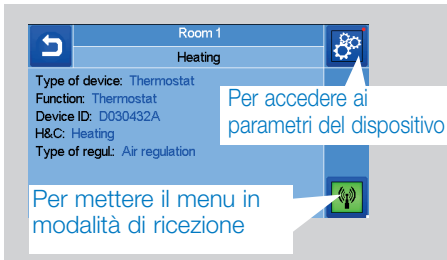 Room 1
Heating
Type of device: Thermostat
Function: Thermostat
Device ID: D030432A
H&C: Heating
Type of regul.: Air regulation
Per accedere ai
parametri del dispositivo
Per mettere il menu in
modalità di ricezione